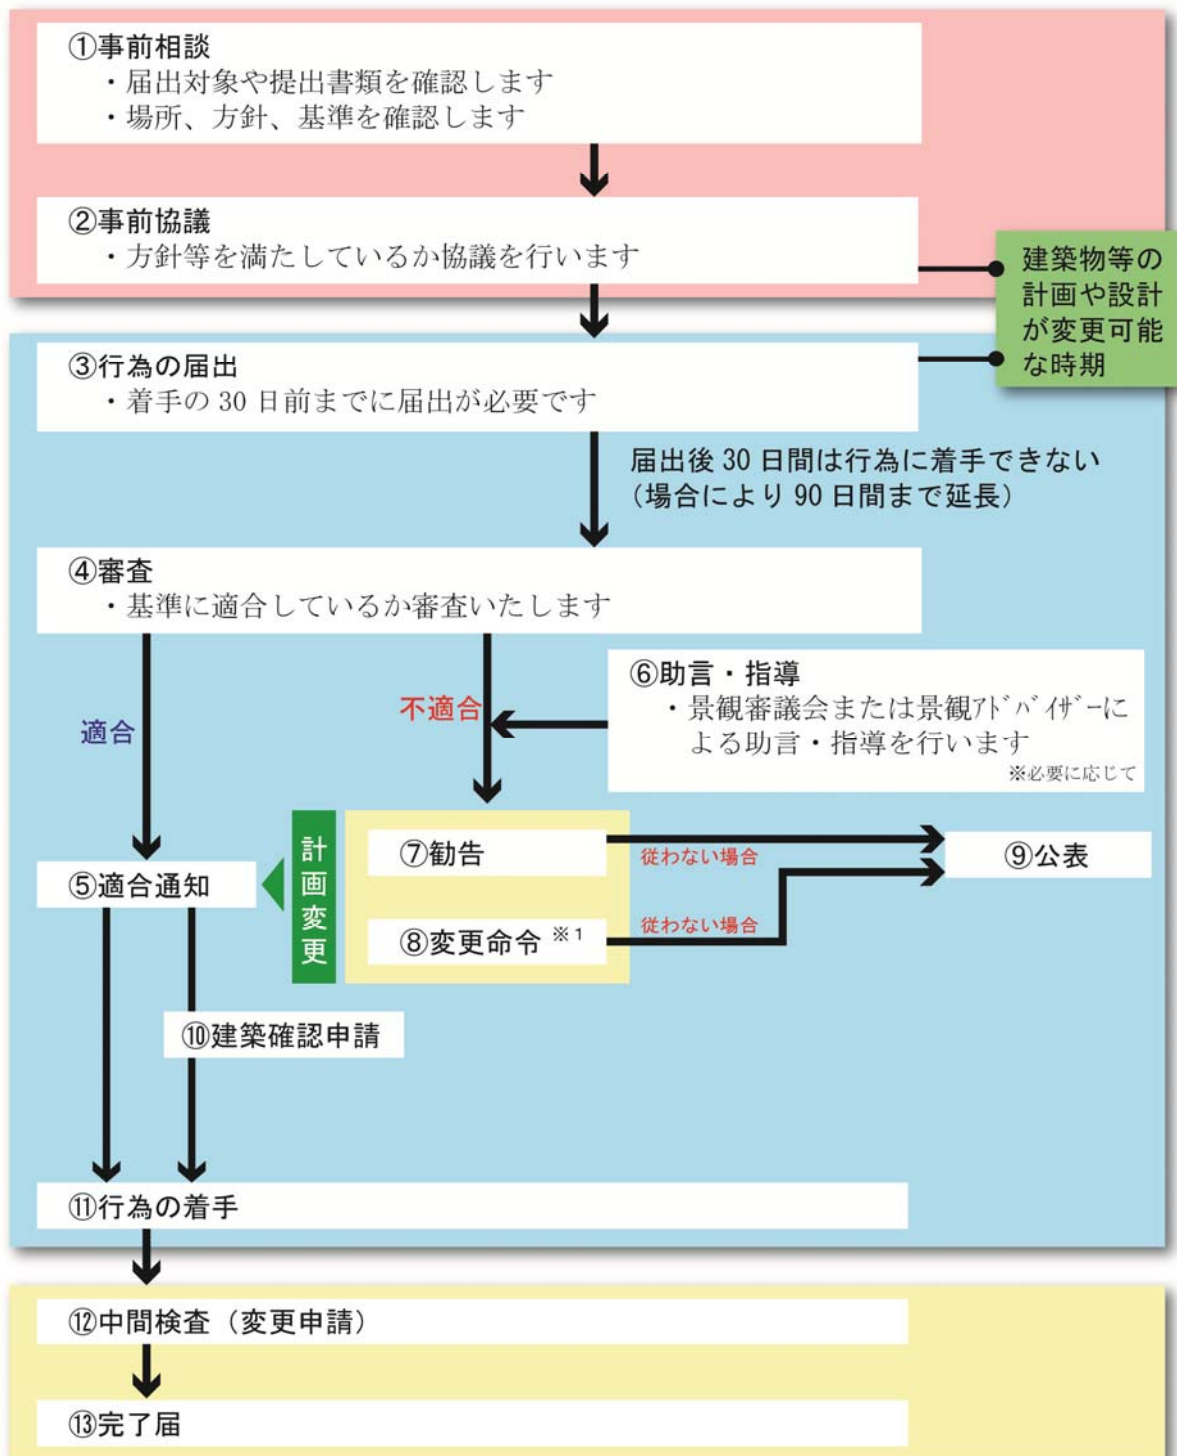 ①事前相談
・届出対象や提出書類を確認します
・場所、方針、基準を確認します
②事前協議
・方針等を満たしているか協議を行います
建築物等の
計画や設計
が変更可能
な時期
③行為の届出
・着手の 30 日前までに届出が必要です
届出後 30 日間は行為に着手できない
（場合により 90 日間まで延長）
④審査
・基準に適合しているか審査いたします
適合
不適合
⑥助言・指導
・景観審議会または景観ｱﾄﾞﾊﾞｲｻﾞｰに
よる助言・指導を行います
※必要に応じて
計画変更
⑦勧告
従わない場合
⑨公表
⑤適合通知
⑧変更命令 ※1
従わない場合
⑩建築確認申請
⑪行為の着手
⑫中間検査（変更申請）
⑬完了届